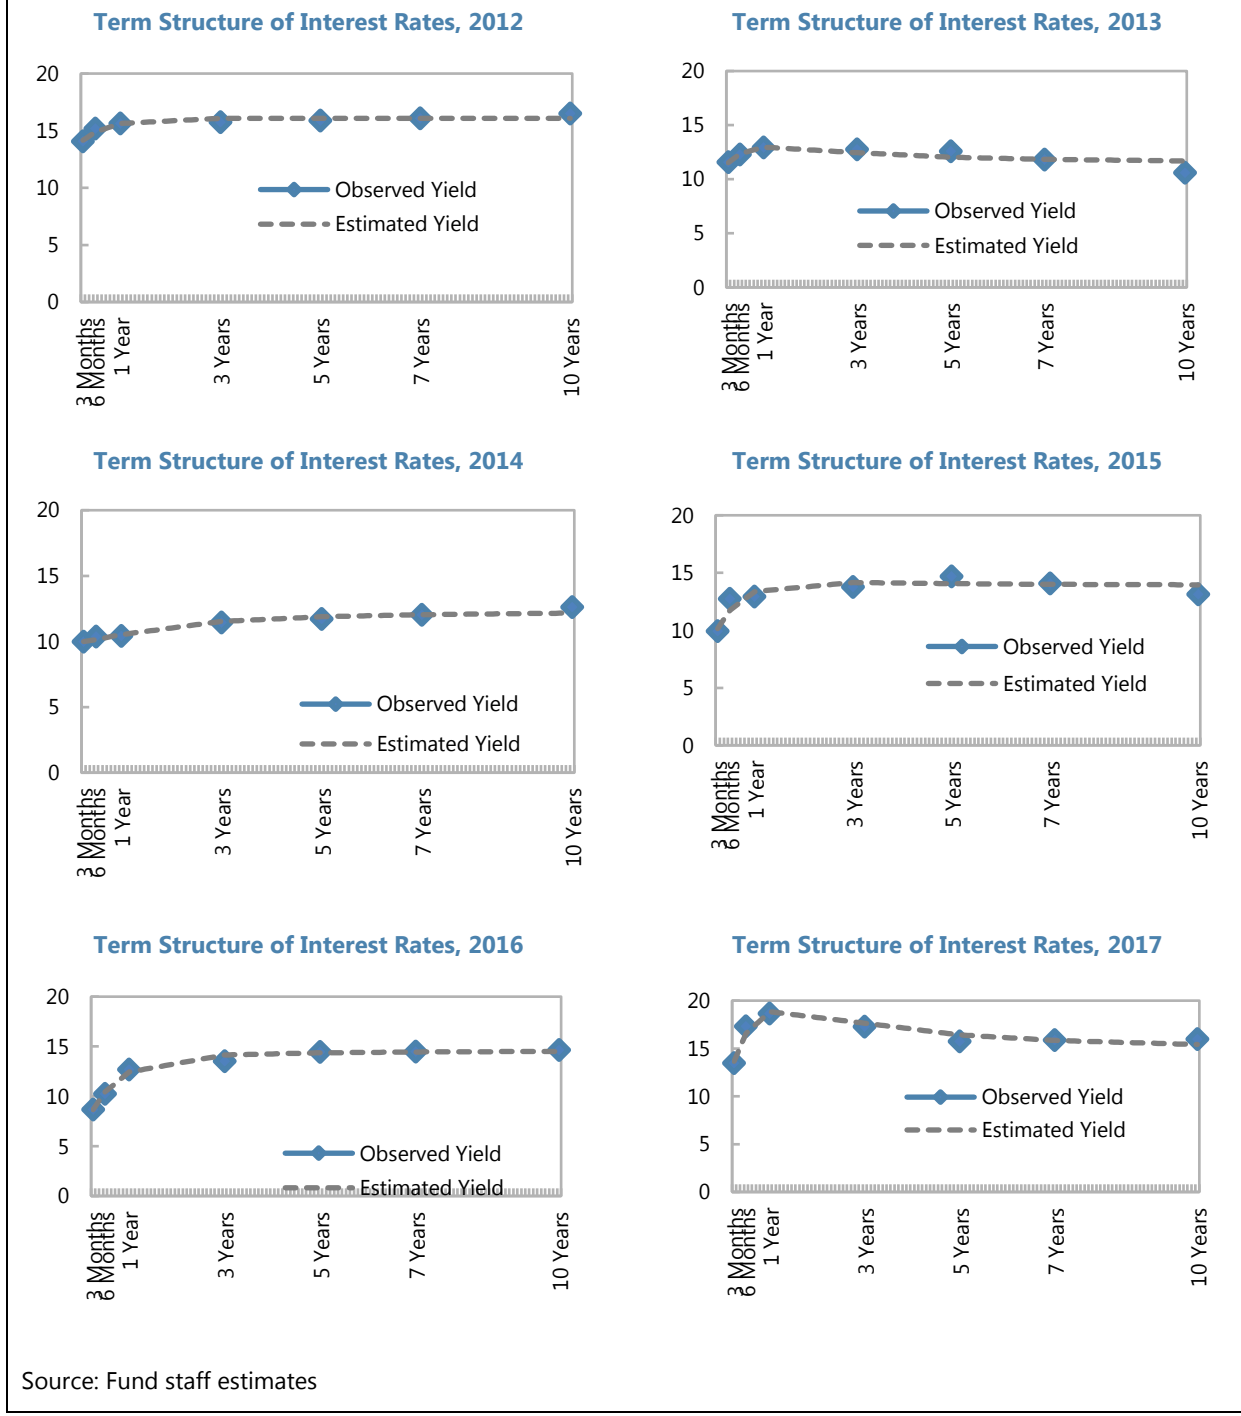 Term Structure of Interest Rates, 2012
20
15
10
5
0
Observed Yield
Estimated Yield
3 Months
6 Months
1 Year
3 Years
5 Years
7 Years
10 Years
Term Structure of Interest Rates, 2013
20
15
10
5
0
Observed Yield
Estimated Yield
3 Months
6 Months
1 Year
3 Years
5 Years
7 Years
10 Years
Term Structure of Interest Rates, 2014
20
15
10
5
0
Observed Yield
Estimated Yield
3 Months
6 Months
1 Year
3 Years
5 Years
7 Years
10 Years
Term Structure of Interest Rates, 2015
20
15
10
5
0
Observed Yield
Estimated Yield
3 Months
6 Months
1 Year
3 Years
5 Years
7 Years
10 Years
Term Structure of Interest Rates, 2016
20
15
10
5
0
Observed Yield
Estimated Yield
3 Months
6 Months
1 Year
3 Years
5 Years
7 Years
10 Years
Term Structure of Interest Rates, 2017
20
15
10
5
0
Observed Yield
Estimated Yield
3 Months
6 Months
1 Year
3 Years
5 Years
7 Years
10 Years
Source: Fund staff estimates